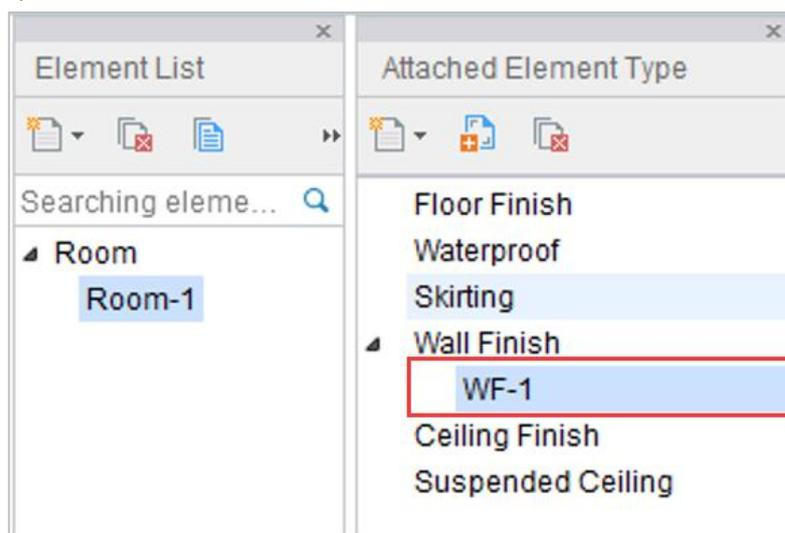 Element List
Searching eleme...
Room
Room-1
Attached Element Type
Floor Finish
Waterproof
Skirting
Wall Finish
WF-1
Ceiling Finish
Suspended Ceiling